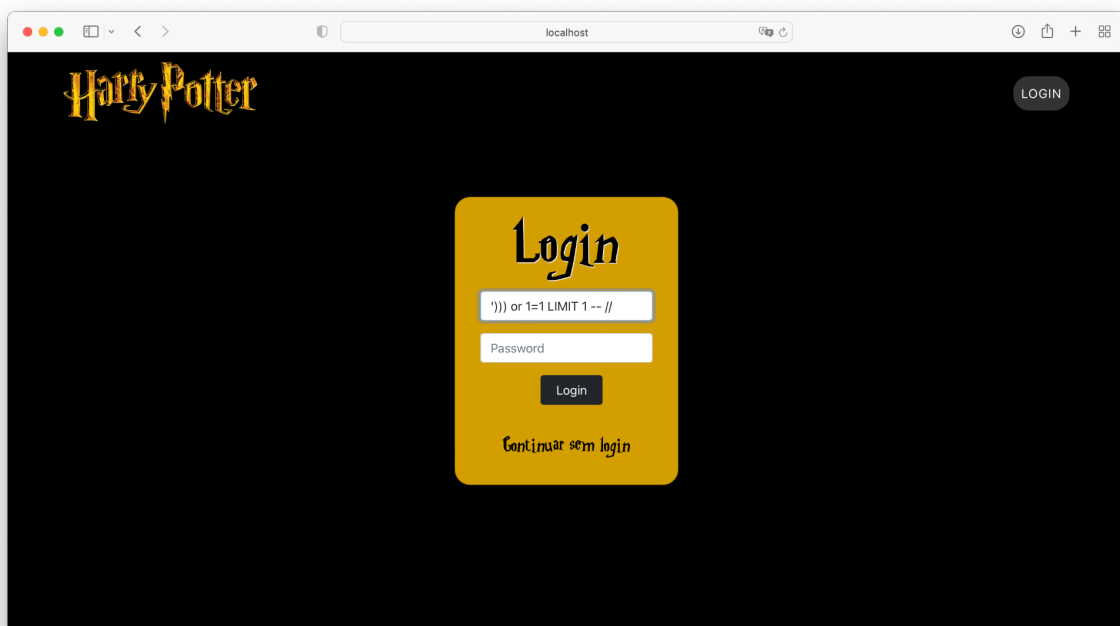 localhost
Harry Potter
LOGIN
Login
'))) or 1=1 LIMIT 1 -- //
Password
Login
Continuar sem login